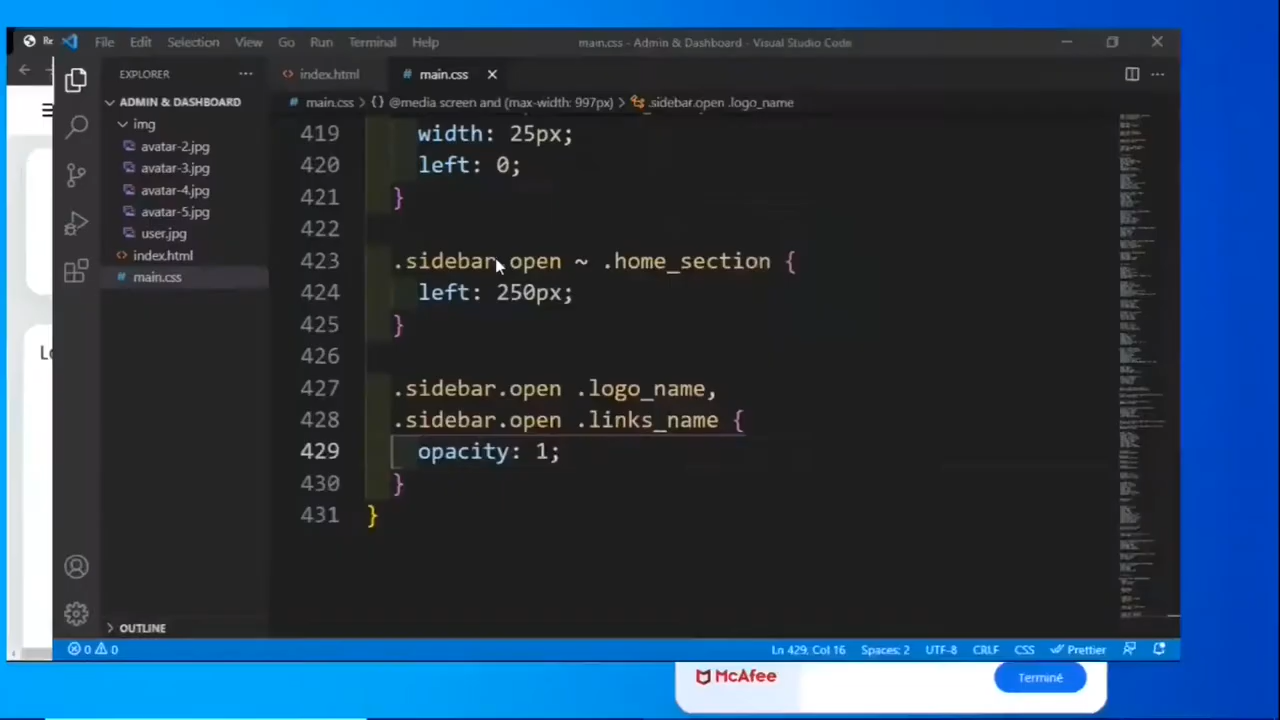 Re
File Edit Selection View Go Run Terminal Help
main.css - Admin & Dashboard - Visual Studio Code
EXPLORER
ADMIN & DASHBOARD
img
avatar-2.jpg
avatar-3.jpg
avatar-4.jpg
avatar-5.jpg
user.jpg
index.html
main.css
OUTLINE
index.html
main.css
main.css > {} @media screen and (max-width: 997px) > .sidebar.open .logo_name
419 width: 25px;
420 left: 0;
421 }
422
423 .sidebar.open ~ .home_section {
424 left: 250px;
425 }
426
427 .sidebar.open .logo_name,
428 .sidebar.open .links_name {
429 opacity: 1;
430 }
431 }
0 0
Ln 429, Col 16 Spaces: 2 UTF-8 CRLF CSS Prettier
McAfee
Terminé